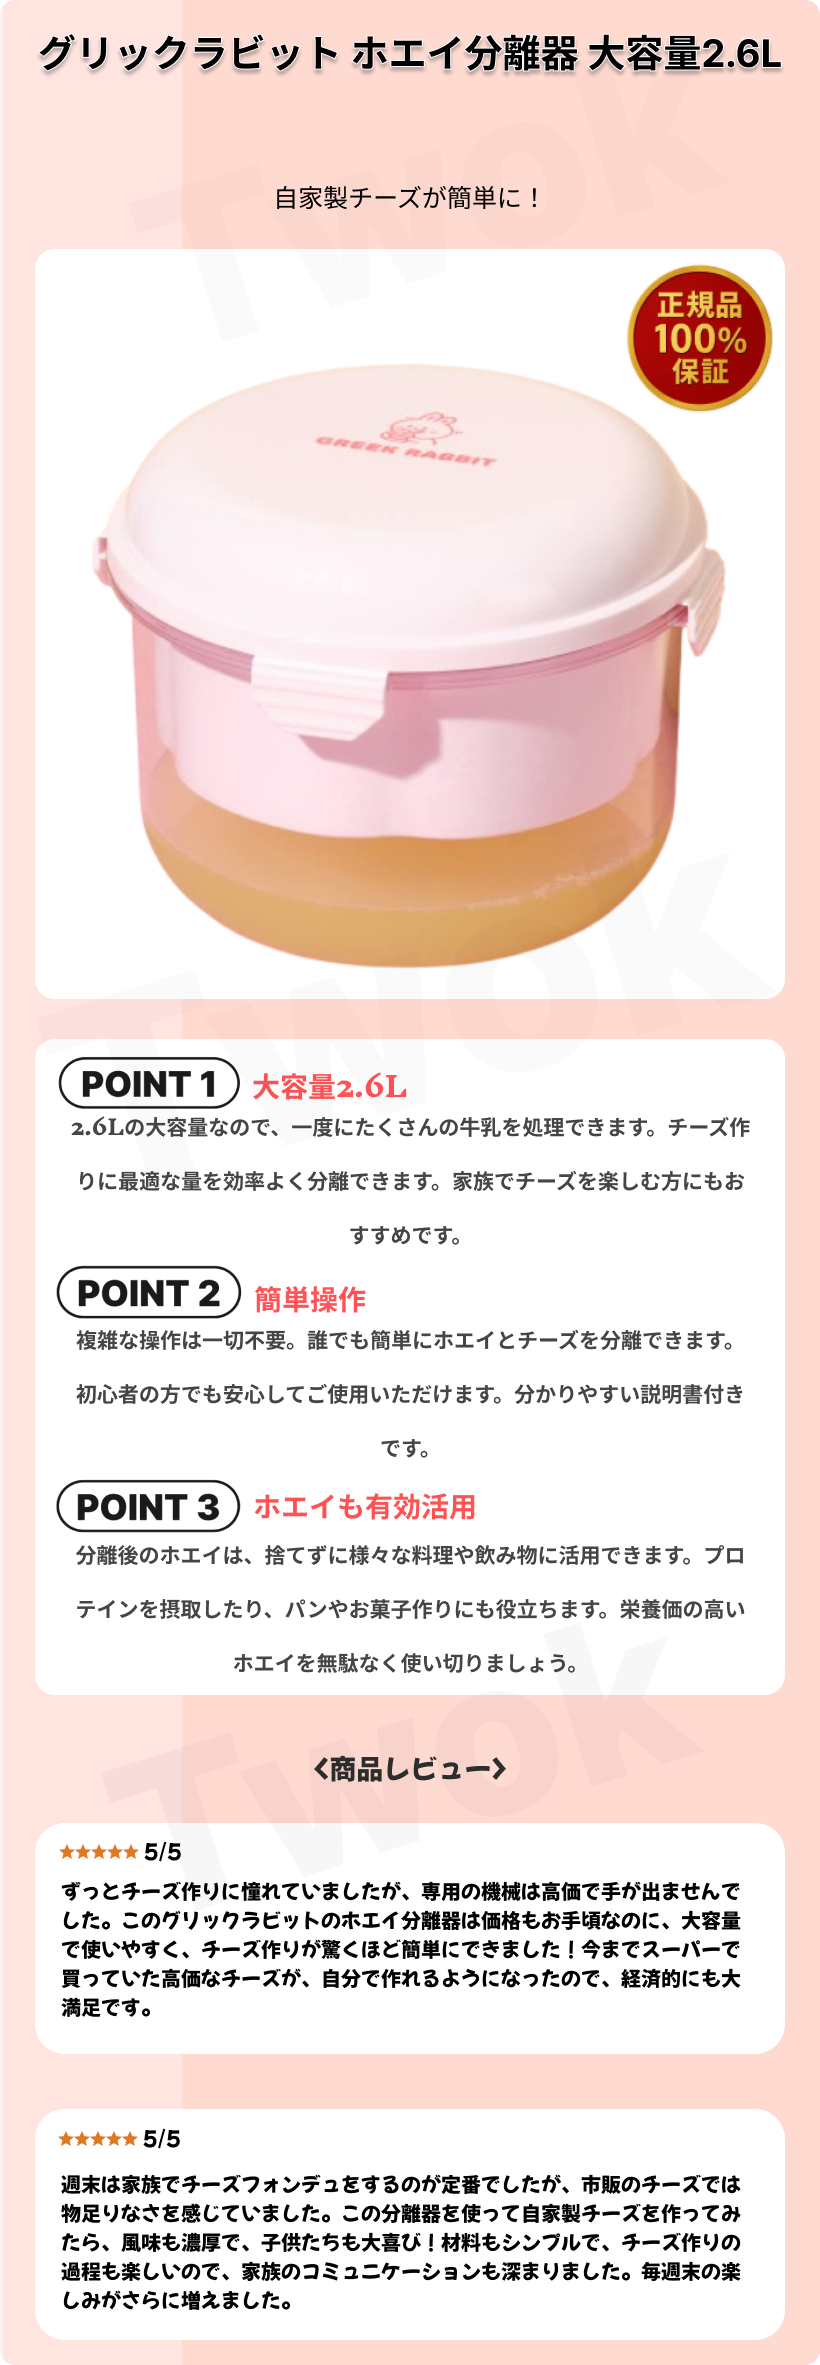 グリックラビット ホエイ分離器 大容量2.6L
自家製チーズが簡単に！
正規品
100%
保証
GREEK RABBIT
POINT 1 大容量2.6L
2.6Lの大容量なので、一度にたくさんの牛乳を処理できます。チーズ作
りに最適な量を効率よく分離できます。家族でチーズを楽しむ方にもお
すすめです。
POINT 2 簡単操作
複雑な操作は一切不要。誰でも簡単にホエイとチーズを分離できます。
初心者の方でも安心してご使用いただけます。分かりやすい説明書付き
です。
POINT 3 ホエイも有効活用
分離後のホエイは、捨てずに様々な料理や飲み物に活用できます。プロ
テインを摂取したり、パンやお菓子作りにも役立ちます。栄養価の高い
ホエイを無駄なく使い切りましょう。
<商品レビュー>
★★★★★ 5/5
ずっとチーズ作りに憧れていましたが、専用の機械は高価で手が出ませんで
した。このグリックラビットのホエイ分離器は価格もお手頃なのに、大容量
で使いやすく、チーズ作りが驚くほど簡単にできました！今までスーパーで
買っていた高価なチーズが、自分で作れるようになったので、経済的にも大
満足です。
★★★★★ 5/5
週末は家族でチーズフォンデュをするのが定番でしたが、市販のチーズでは
物足りなさを感じていました。この分離器を使って自家製チーズを作ってみ
たら、風味も濃厚で、子供たちも大喜び！材料もシンプルで、チーズ作りの
過程も楽しいので、家族のコミュニケーションも深まりました。毎週末の楽
しみがさらに増えました。
Twok
Twok
Twok